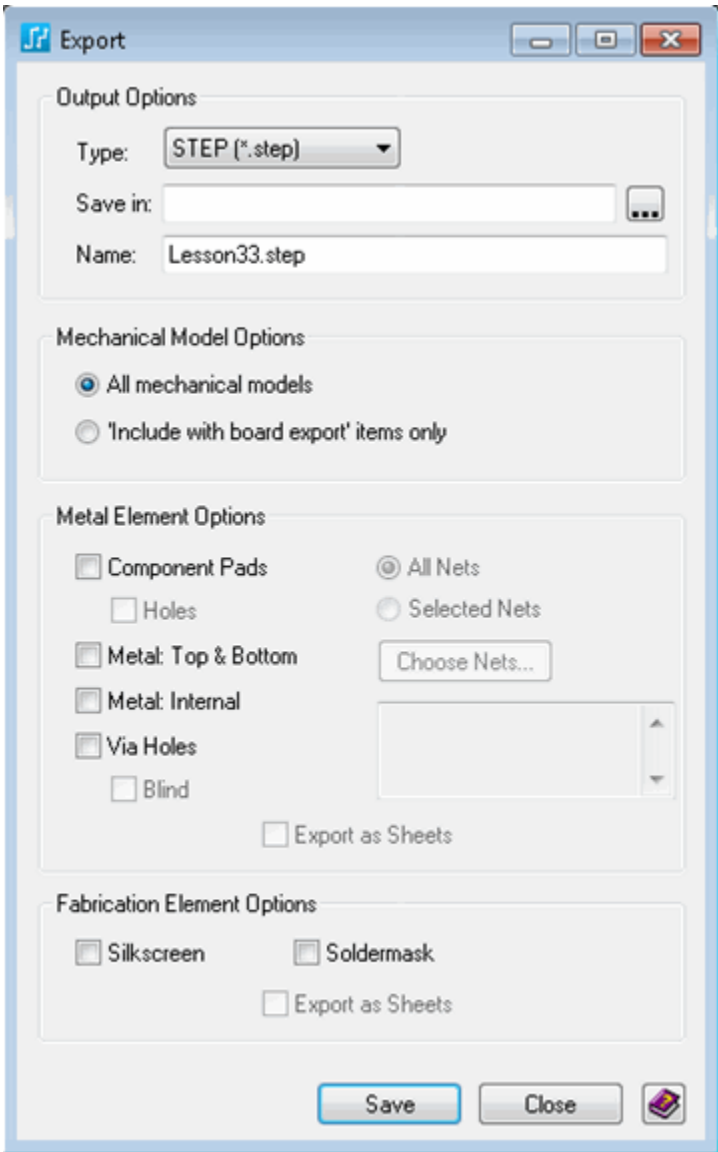 Export
Output Options
Type: STEP (*.step)
Save in: ...
Name: Lesson33.step
Mechanical Model Options
All mechanical models
'Include with board export' items only
Metal Element Options
Component Pads All Nets
Holes Selected Nets
Metal: Top & Bottom Choose Nets...
Metal: Internal
Via Holes
Blind
Export as Sheets
Fabrication Element Options
Silkscreen Soldermask
Export as Sheets
Save Close